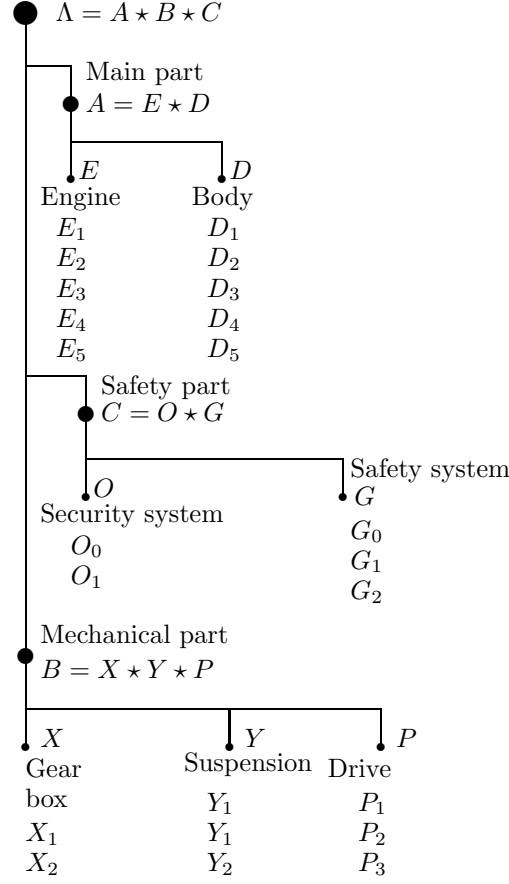 Λ = A ⋆ B ⋆ C
Main part
A = E ⋆ D
E D
Engine Body
E₁ D₁
E₂ D₂
E₃ D₃
E₄ D₄
E₅ D₅
Safety part
C = O ⋆ G
Safety system
O G
Security system
O₀ G₀
O₁ G₁
G₂
Mechanical part
B = X ⋆ Y ⋆ P
X Y P
Gear Suspension Drive
box Y₁ P₁
X₁ Y₁ P₂
X₂ Y₂ P₃